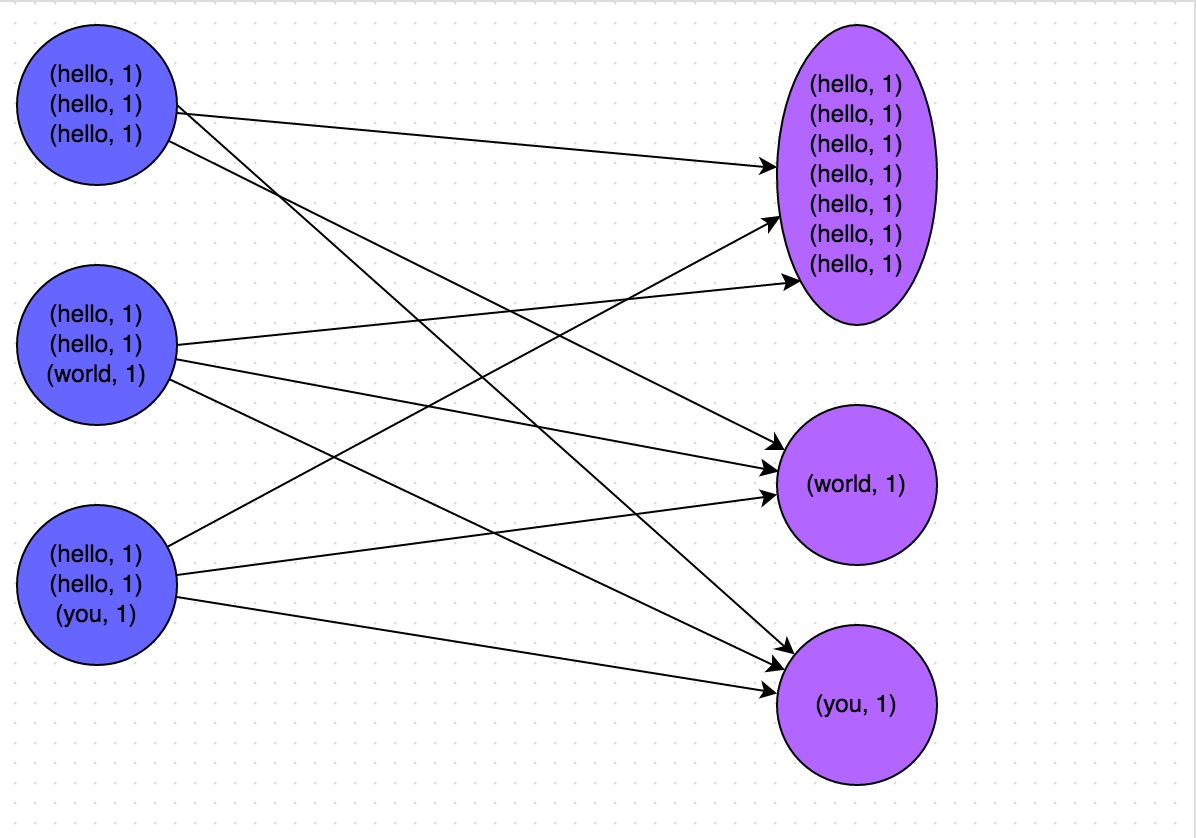 (hello, 1)
(hello, 1)
(hello, 1)
(hello, 1)
(hello, 1)
(world, 1)
(hello, 1)
(hello, 1)
(you, 1)
(hello, 1)
(hello, 1)
(hello, 1)
(hello, 1)
(hello, 1)
(hello, 1)
(hello, 1)
(world, 1)
(you, 1)